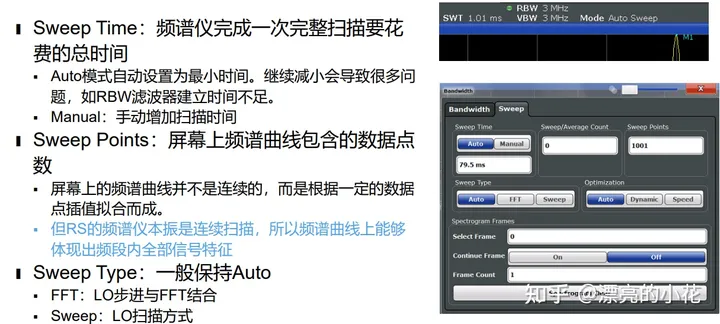 Sweep Time：频谱仪完成一次完整扫描要花
费的总时间
Auto模式自动设置为最小时间。继续减小会导致很多问
题，如RBW滤波器建立时间不足。
Manual：手动增加扫描时间
Sweep Points：屏幕上频谱曲线包含的数据点
数
屏幕上的频谱曲线并不是连续的，而是根据一定的数据
点插值拟合而成。
但RS的频谱仪本振是连续扫描，所以频谱曲线上能够
体现出频段内全部信号特征
Sweep Type：一般保持Auto
FFT：LO步进与FFT结合
Sweep：LO扫描方式
RBW 3 MHz
SWT 1.01 ms VBW 3 MHz Mode Auto Sweep
M1
Bandwidth
Bandwidth Sweep
Sweep Time Sweep/Average Count Sweep Points
Auto Manual 0 1001
79.5 ms
Sweep Type Optimization
Auto FFT Sweep Auto Dynamic Speed
Spectrogram Frames
Select Frame 0
Continue Frame On Off
Frame Count 1
知乎 @漂亮的小花